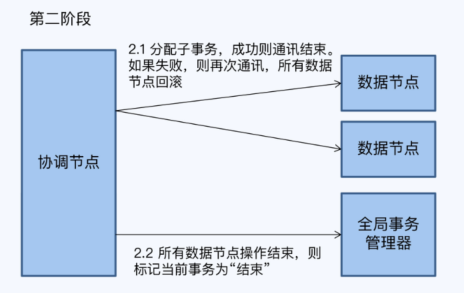 第二阶段
2.1 分配子事务，成功则通讯结束。
如果失败，则再次通讯，所有数据
节点回滚
数据节点
数据节点
协调节点
全局事务
管理器
2.2 所有数据节点操作结束，则
标记当前事务为“结束”